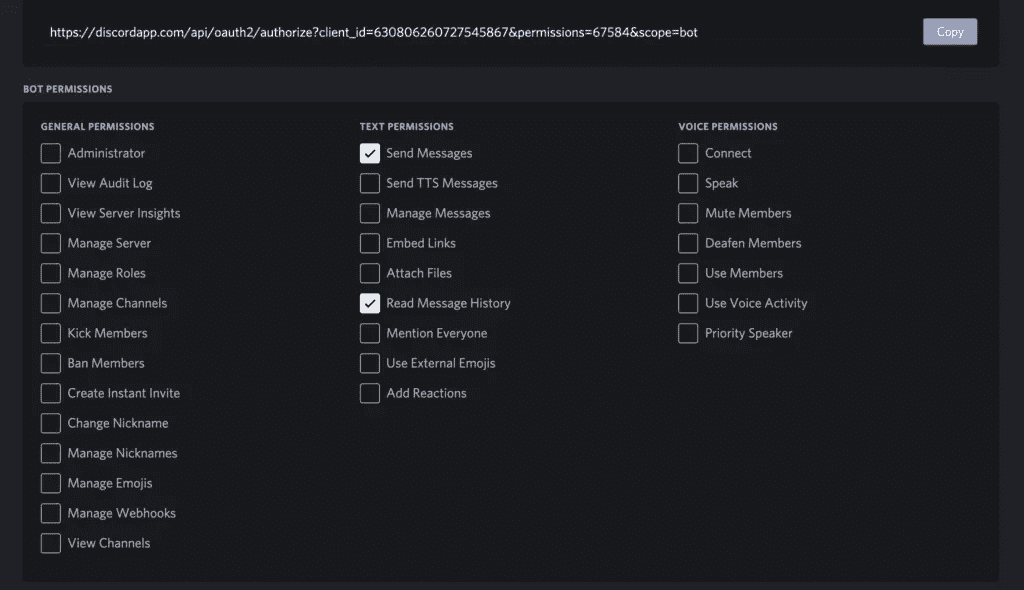 https://discordapp.com/api/oauth2/authorize?client_id=630806260727545867&permissions=67584&scope=bot
Copy
BOT PERMISSIONS
GENERAL PERMISSIONS
Administrator
View Audit Log
View Server Insights
Manage Server
Manage Roles
Manage Channels
Kick Members
Ban Members
Create Instant Invite
Change Nickname
Manage Nicknames
Manage Emojis
Manage Webhooks
View Channels
TEXT PERMISSIONS
Send Messages
Send TTS Messages
Manage Messages
Embed Links
Attach Files
Read Message History
Mention Everyone
Use External Emojis
Add Reactions
VOICE PERMISSIONS
Connect
Speak
Mute Members
Deafen Members
Use Members
Use Voice Activity
Priority Speaker